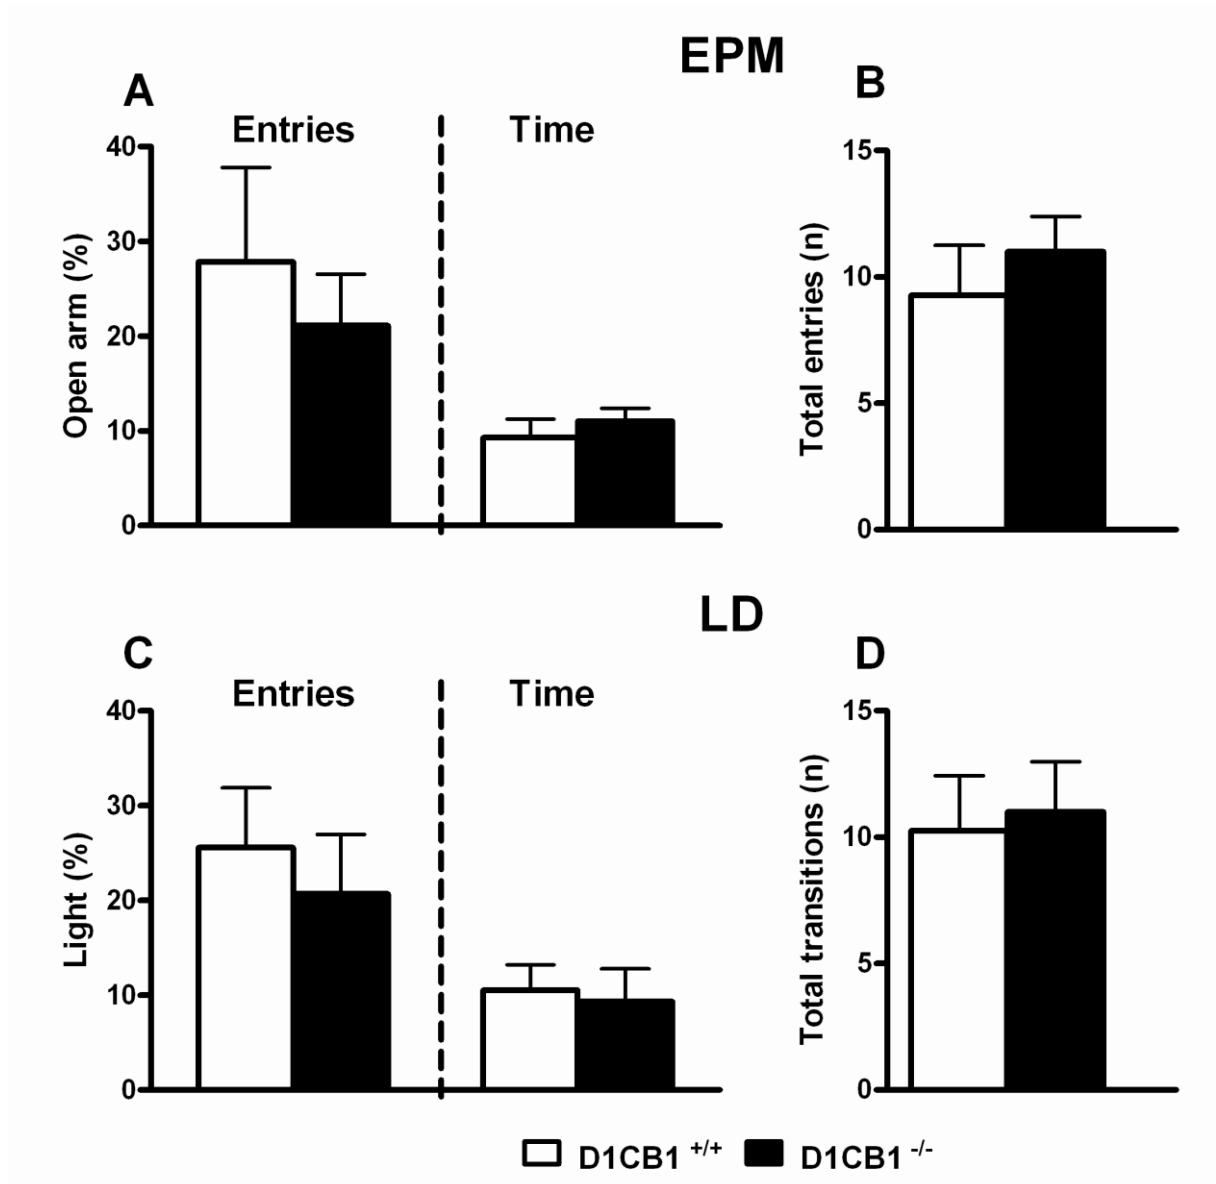 EPM
A
B
Entries
Time
40
30
20
10
0
Open arm (%)
15
10
5
0
Total entries (n)
LD
C
D
Entries
Time
40
30
20
10
0
Light (%)
15
10
5
0
Total transitions (n)
D1CB1 +/+
D1CB1 -/-